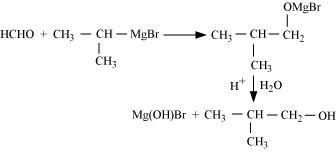 OMgBr
HCHO + CH₃ — CH — MgBr ⟶ CH₃ — CH — CH₂
CH₃ CH₃
H⁺ H₂O
Mg(OH)Br + CH₃ — CH — CH₂ — OH
CH₃